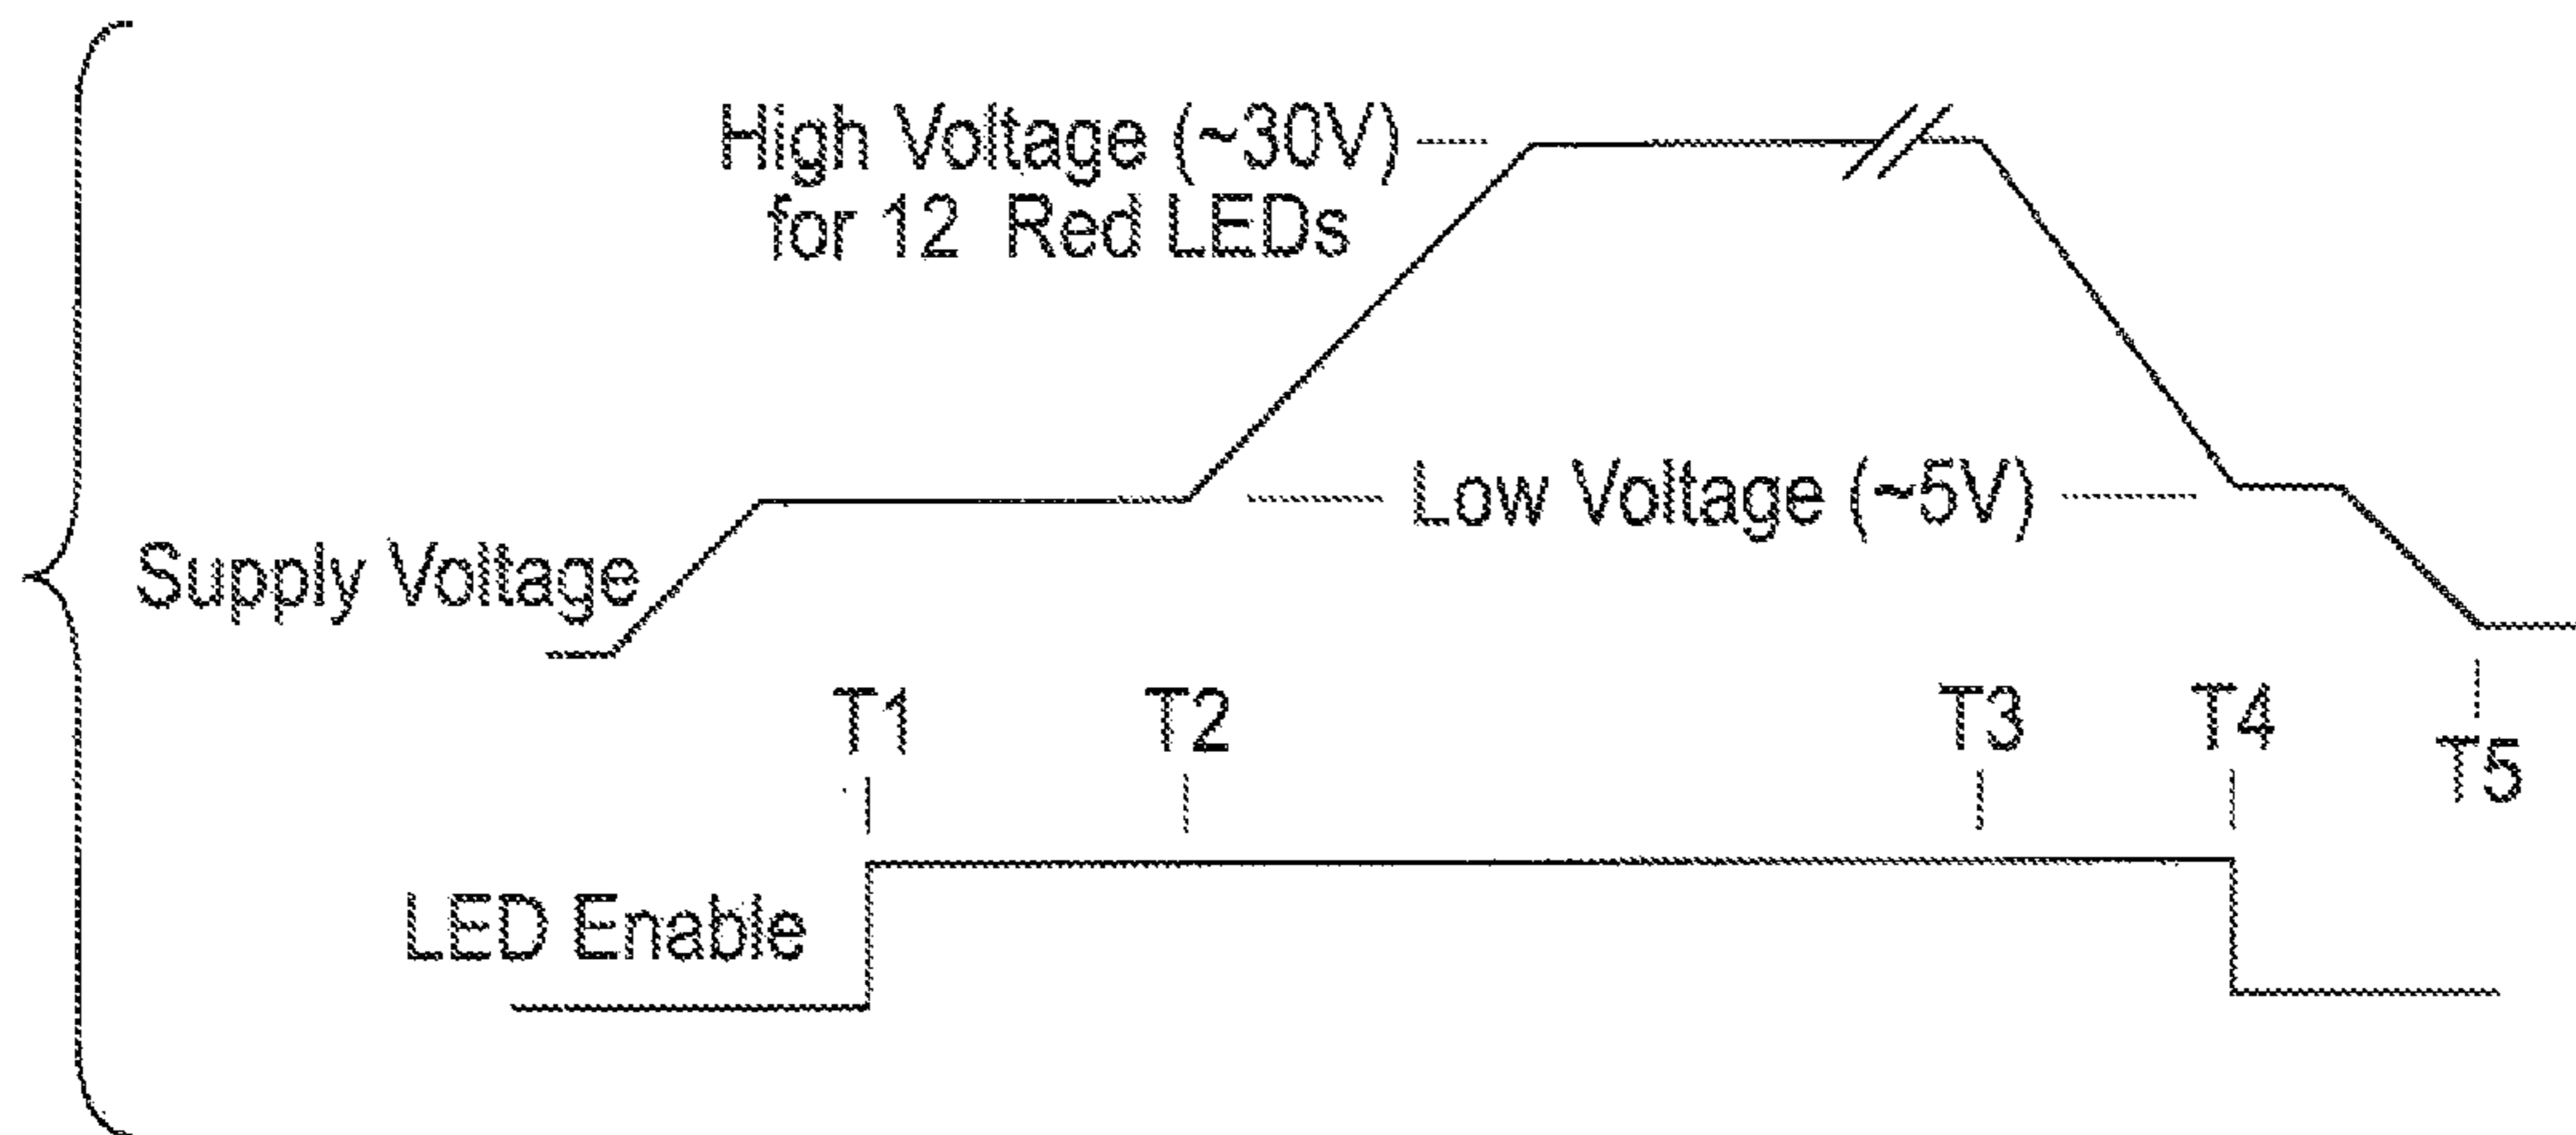 High Voltage (~30V)
for 12 Red LEDs
Low Voltage (~5V)
Supply Voltage
T1 T2 T3 T4 T5
LED Enable